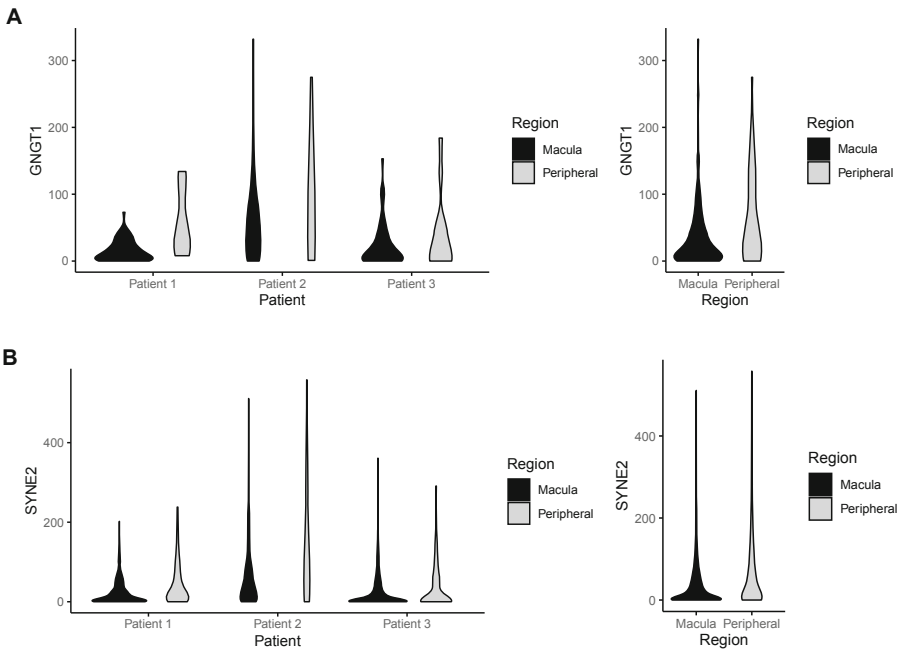 A
GNGT1
300
200
100
0
Patient 1 Patient 2 Patient 3
Patient
Region
Macula
Peripheral
GNGT1
300
200
100
0
Macula Peripheral
Region
Region
Macula
Peripheral
B
SYNE2
400
200
0
Patient 1 Patient 2 Patient 3
Patient
Region
Macula
Peripheral
SYNE2
400
200
0
Macula Peripheral
Region
Region
Macula
Peripheral